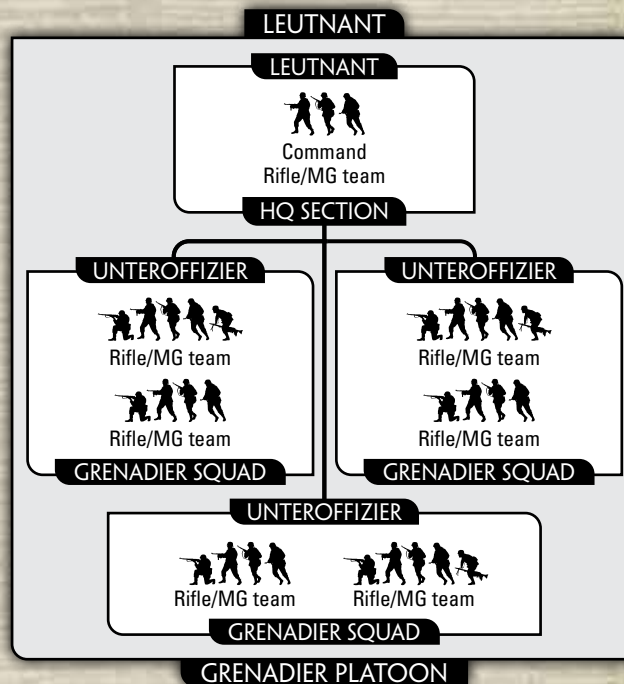 LEUTNANT
LEUTNANT
Command
Rifle/MG team
HQ SECTION
UNTEROFFIZIER
Rifle/MG team
Rifle/MG team
GRENADIER SQUAD
UNTEROFFIZIER
Rifle/MG team
Rifle/MG team
GRENADIER SQUAD
UNTEROFFIZIER
Rifle/MG team
Rifle/MG team
GRENADIER SQUAD
GRENADIER PLATOON